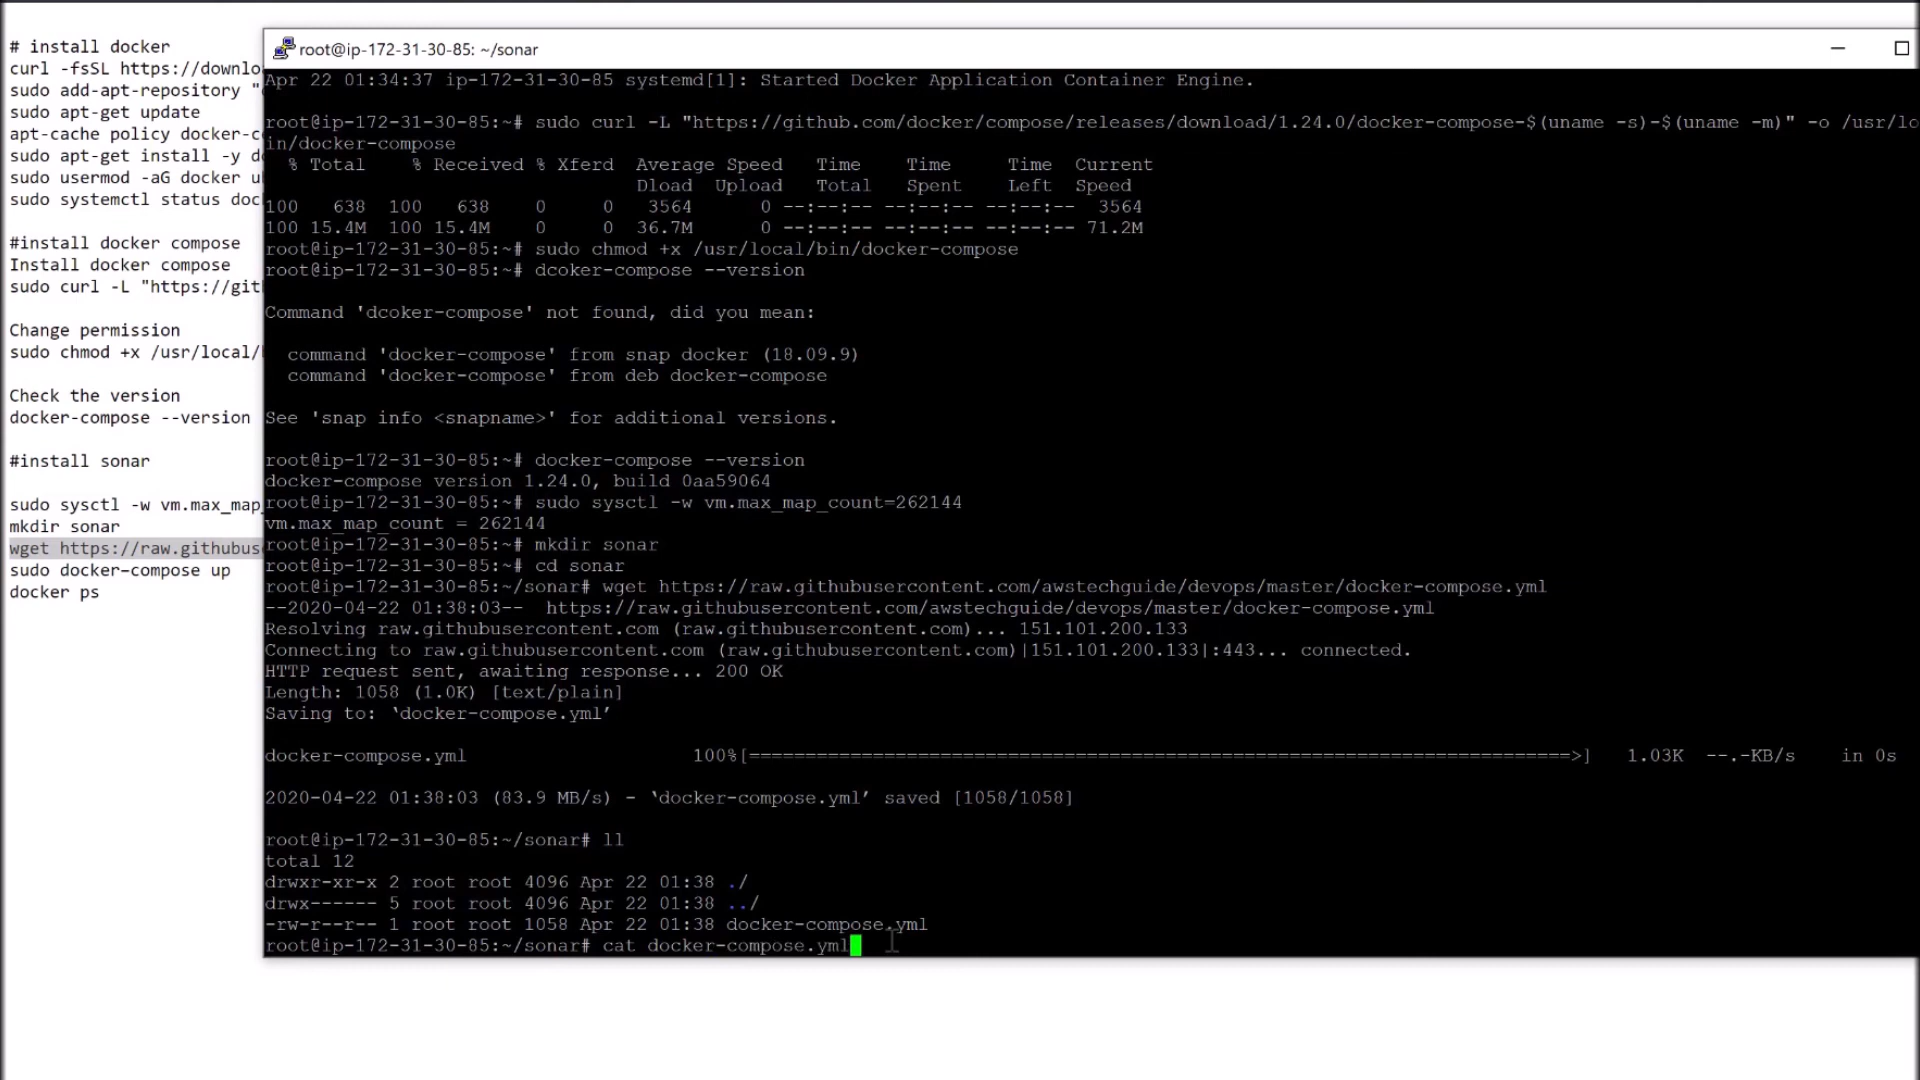 # install docker
curl -fsSL https://downlo
sudo add-apt-repository "
sudo apt-get update
apt-cache policy docker-c
sudo apt-get install -y d
sudo usermod -aG docker u
sudo systemctl status doc
#install docker compose
Install docker compose
sudo curl -L "https://git
Change permission
sudo chmod +x /usr/local/
Check the version
docker-compose --version
#install sonar
sudo sysctl -w vm.max_map_
mkdir sonar
wget https://raw.githubus
sudo docker-compose up
docker ps
root@ip-172-31-30-85: ~/sonar
Apr 22 01:34:37 ip-172-31-30-85 systemd[1]: Started Docker Application Container Engine.
root@ip-172-31-30-85:~# sudo curl -L "https://github.com/docker/compose/releases/download/1.24.0/docker-compose-$(uname -s)-$(uname -m)" -o /usr/lo
in/docker-compose
% Total % Received % Xferd Average Speed Time Time Time Current
Dload Upload Total Spent Left Speed
100 638 100 638 0 0 3564 0 --:--:-- --:--:-- --:--:-- 3564
100 15.4M 100 15.4M 0 0 36.7M 0 --:--:-- --:--:-- --:--:-- 71.2M
root@ip-172-31-30-85:~# sudo chmod +x /usr/local/bin/docker-compose
root@ip-172-31-30-85:~# dcoker-compose --version
Command 'dcoker-compose' not found, did you mean:
command 'docker-compose' from snap docker (18.09.9)
command 'docker-compose' from deb docker-compose
See 'snap info <snapname>' for additional versions.
root@ip-172-31-30-85:~# docker-compose --version
docker-compose version 1.24.0, build 0aa59064
root@ip-172-31-30-85:~# sudo sysctl -w vm.max_map_count=262144
vm.max_map_count = 262144
root@ip-172-31-30-85:~# mkdir sonar
root@ip-172-31-30-85:~# cd sonar
root@ip-172-31-30-85:~/sonar# wget https://raw.githubusercontent.com/awstechguide/devops/master/docker-compose.yml
--2020-04-22 01:38:03-- https://raw.githubusercontent.com/awstechguide/devops/master/docker-compose.yml
Resolving raw.githubusercontent.com (raw.githubusercontent.com)... 151.101.200.133
Connecting to raw.githubusercontent.com (raw.githubusercontent.com)|151.101.200.133|:443... connected.
HTTP request sent, awaiting response... 200 OK
Length: 1058 (1.0K) [text/plain]
Saving to: ‘docker-compose.yml’
docker-compose.yml 100%[=========================================================================>] 1.03K --.-KB/s in 0s
2020-04-22 01:38:03 (83.9 MB/s) - ‘docker-compose.yml’ saved [1058/1058]
root@ip-172-31-30-85:~/sonar# ll
total 12
drwxr-xr-x 2 root root 4096 Apr 22 01:38 ./
drwx------ 5 root root 4096 Apr 22 01:38 ../
-rw-r--r-- 1 root root 1058 Apr 22 01:38 docker-compose.yml
root@ip-172-31-30-85:~/sonar# cat docker-compose.yml